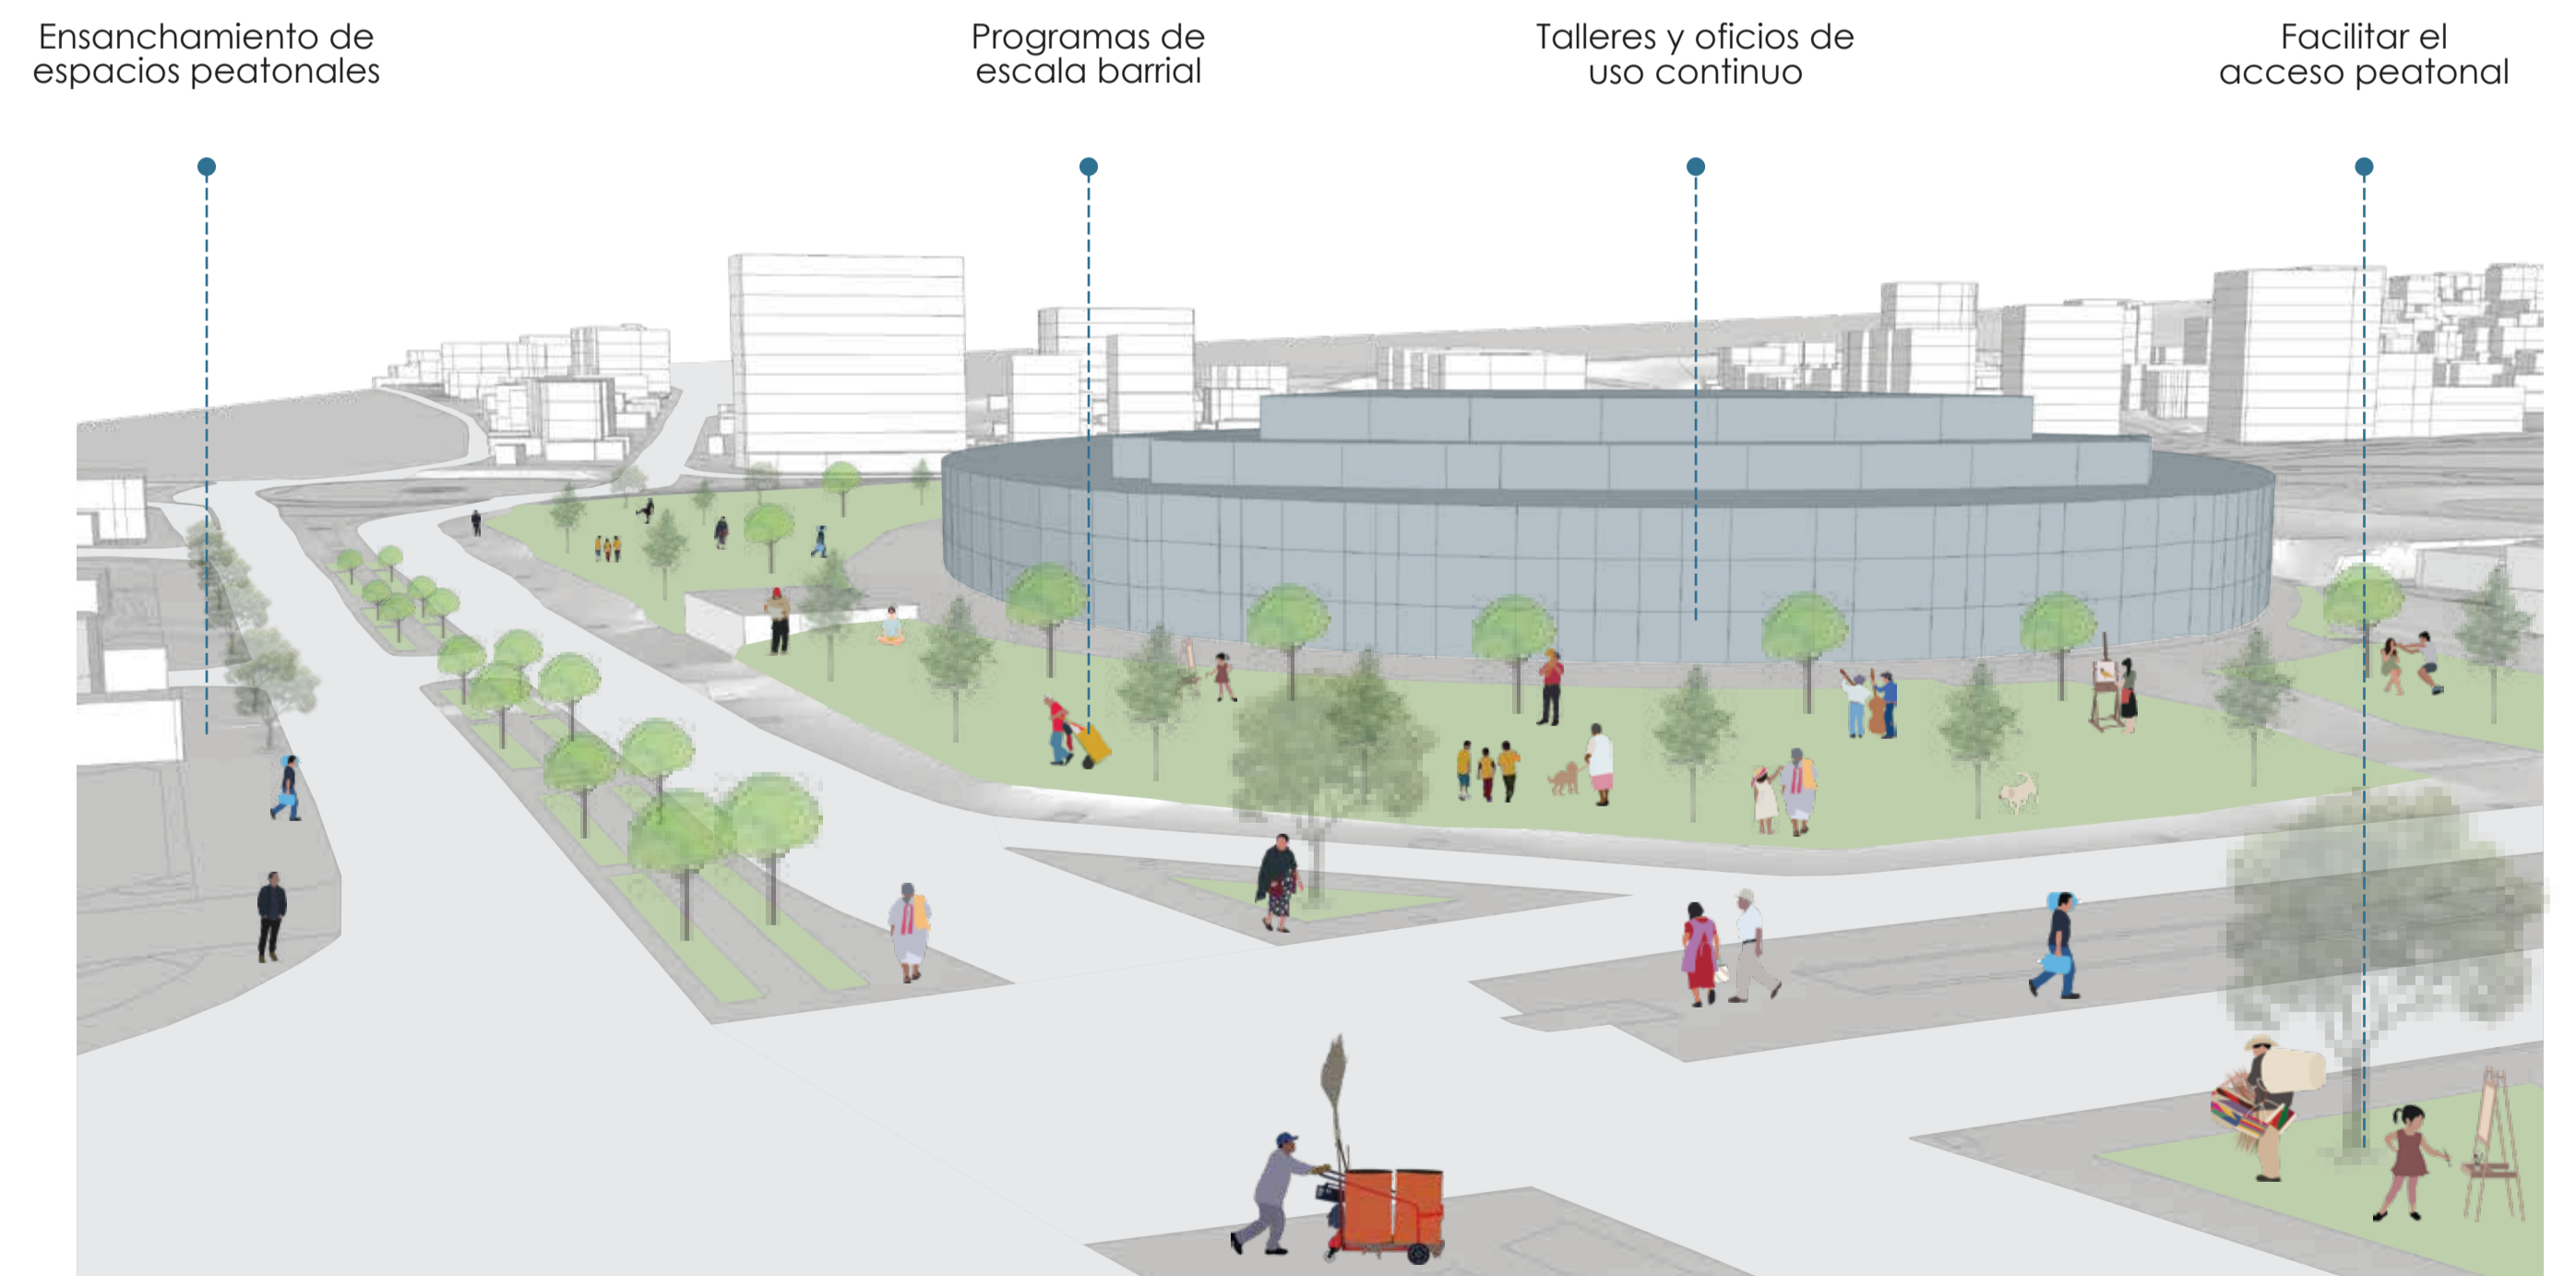 Ensanchamiento de
espacios peatonales
Programas de
escala barrial
Talleres y oficios de
uso continuo
Facilitar el
acceso peatonal